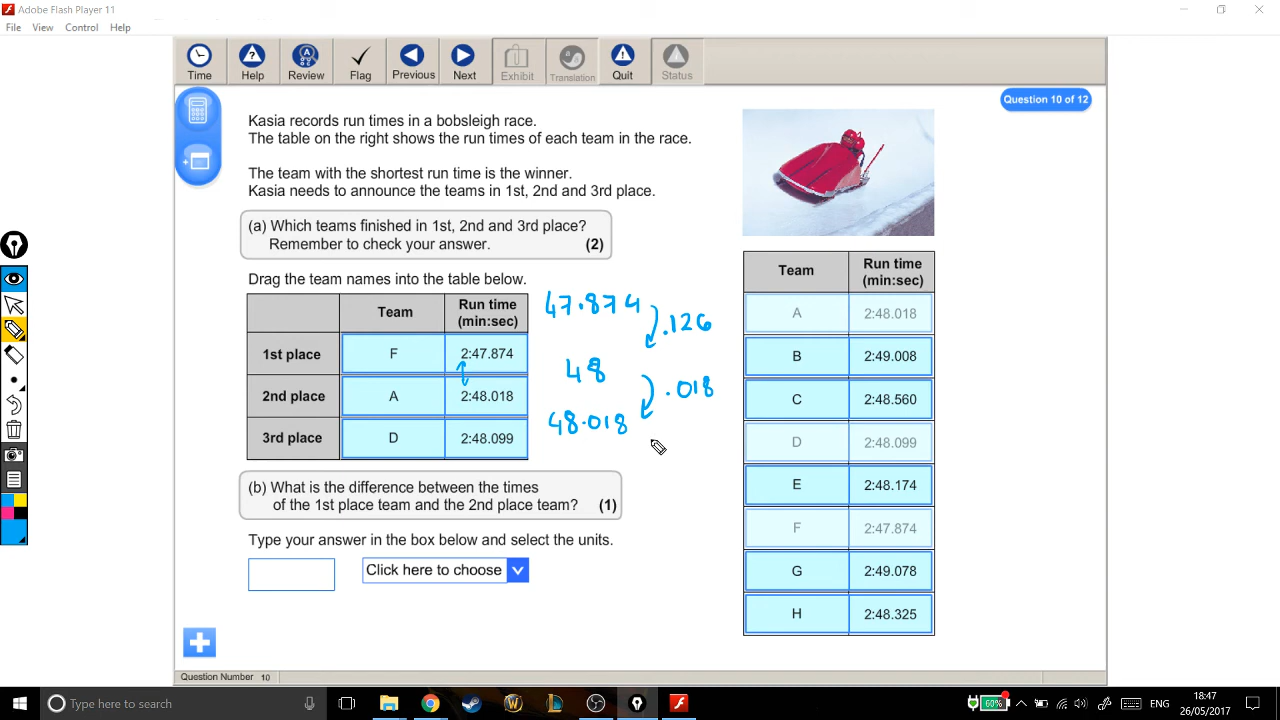 Adobe Flash Player 11
File View Control Help
Time Help Review Flag Previous Next Exhibit Translation Quit Status
Question 10 of 12
Kasia records run times in a bobsleigh race.
The table on the right shows the run times of each team in the race.
The team with the shortest run time is the winner.
Kasia needs to announce the teams in 1st, 2nd and 3rd place.
(a) Which teams finished in 1st, 2nd and 3rd place?
Remember to check your answer. (2)
Drag the team names into the table below.
Team Run time
(min:sec)
1st place F 2:47.874
2nd place A 2:48.018
3rd place D 2:48.099
47.874
.126
48
.018
48.018
(b) What is the difference between the times
of the 1st place team and the 2nd place team? (1)
Type your answer in the box below and select the units.
Click here to choose
Team Run time
(min:sec)
A 2:48.018
B 2:49.008
C 2:48.560
D 2:48.099
E 2:48.174
F 2:47.874
G 2:49.078
H 2:48.325
Question Number 10
Type here to search
60%
ENG
18:47
26/05/2017